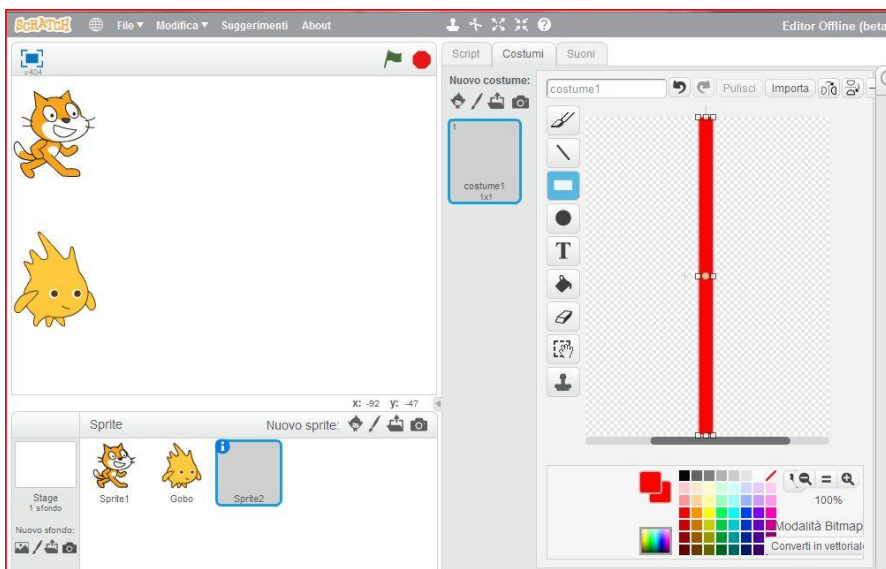 SCRATCH File Modifica Suggerimenti About Editor Offline (beta
v404
Script Costumi Suoni
Nuovo costume:
costume1 Pulisci Importa
1
costume1
1x1
T
x: -92 y: -47
Sprite Nuovo sprite:
Stage
1 sfondo
Sprite1 Gobo Sprite2
Nuovo sfondo:
100%
Modalità Bitmap
Converti in vettoriale